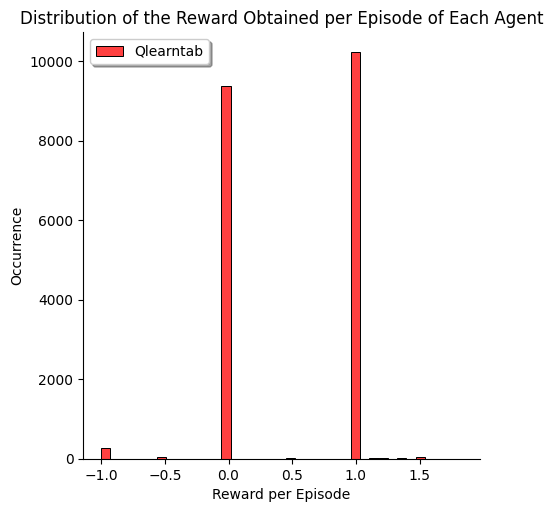 Distribution of the Reward Obtained per Episode of Each Agent
Qlearntab
10000
8000
6000
4000
2000
0
Occurrence
−1.0 −0.5 0.0 0.5 1.0 1.5
Reward per Episode